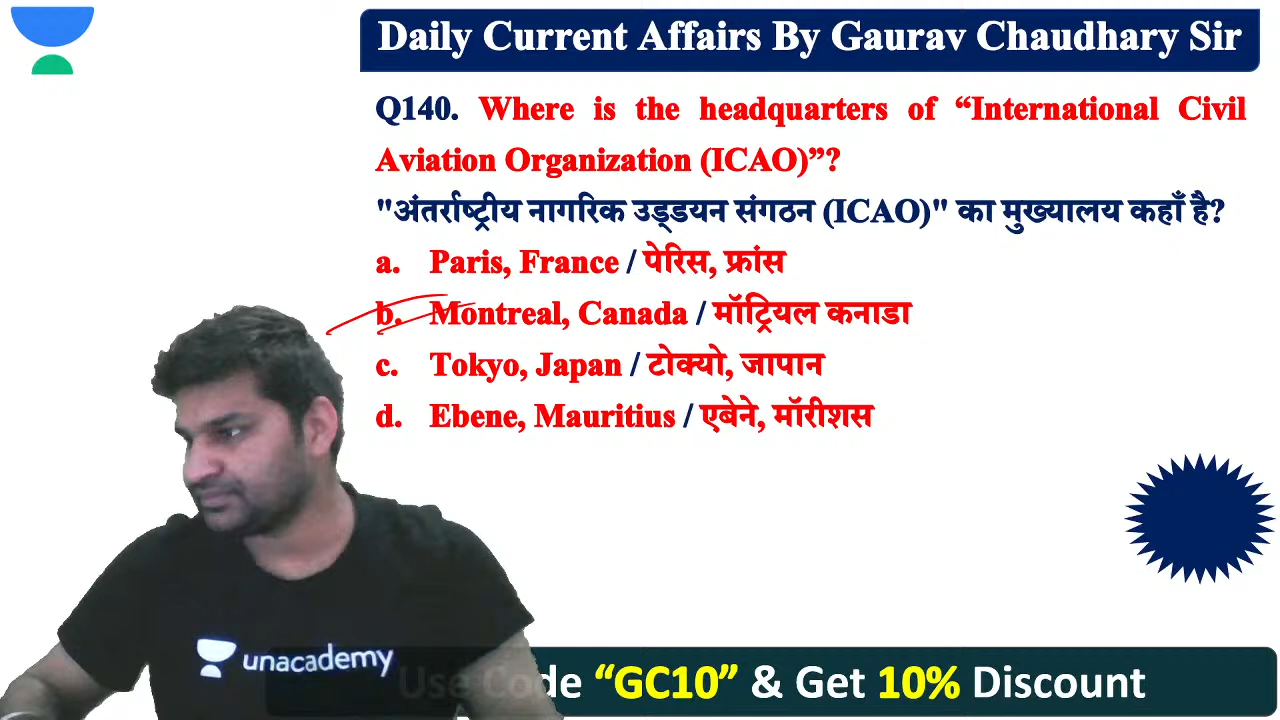 Daily Current Affairs By Gaurav Chaudhary Sir
Q140. Where is the headquarters of “International Civil
Aviation Organization (ICAO)”?
"अंतर्राष्ट्रीय नागरिक उड्डयन संगठन (ICAO)" का मुख्यालय कहाँ है?
a. Paris, France / पेरिस, फ्रांस
b. Montreal, Canada / मॉट्रियल कनाडा
c. Tokyo, Japan / टोक्यो, जापान
d. Ebene, Mauritius / एबेने, मॉरीशस
unacademy
Use Code “GC10” & Get 10% Discount